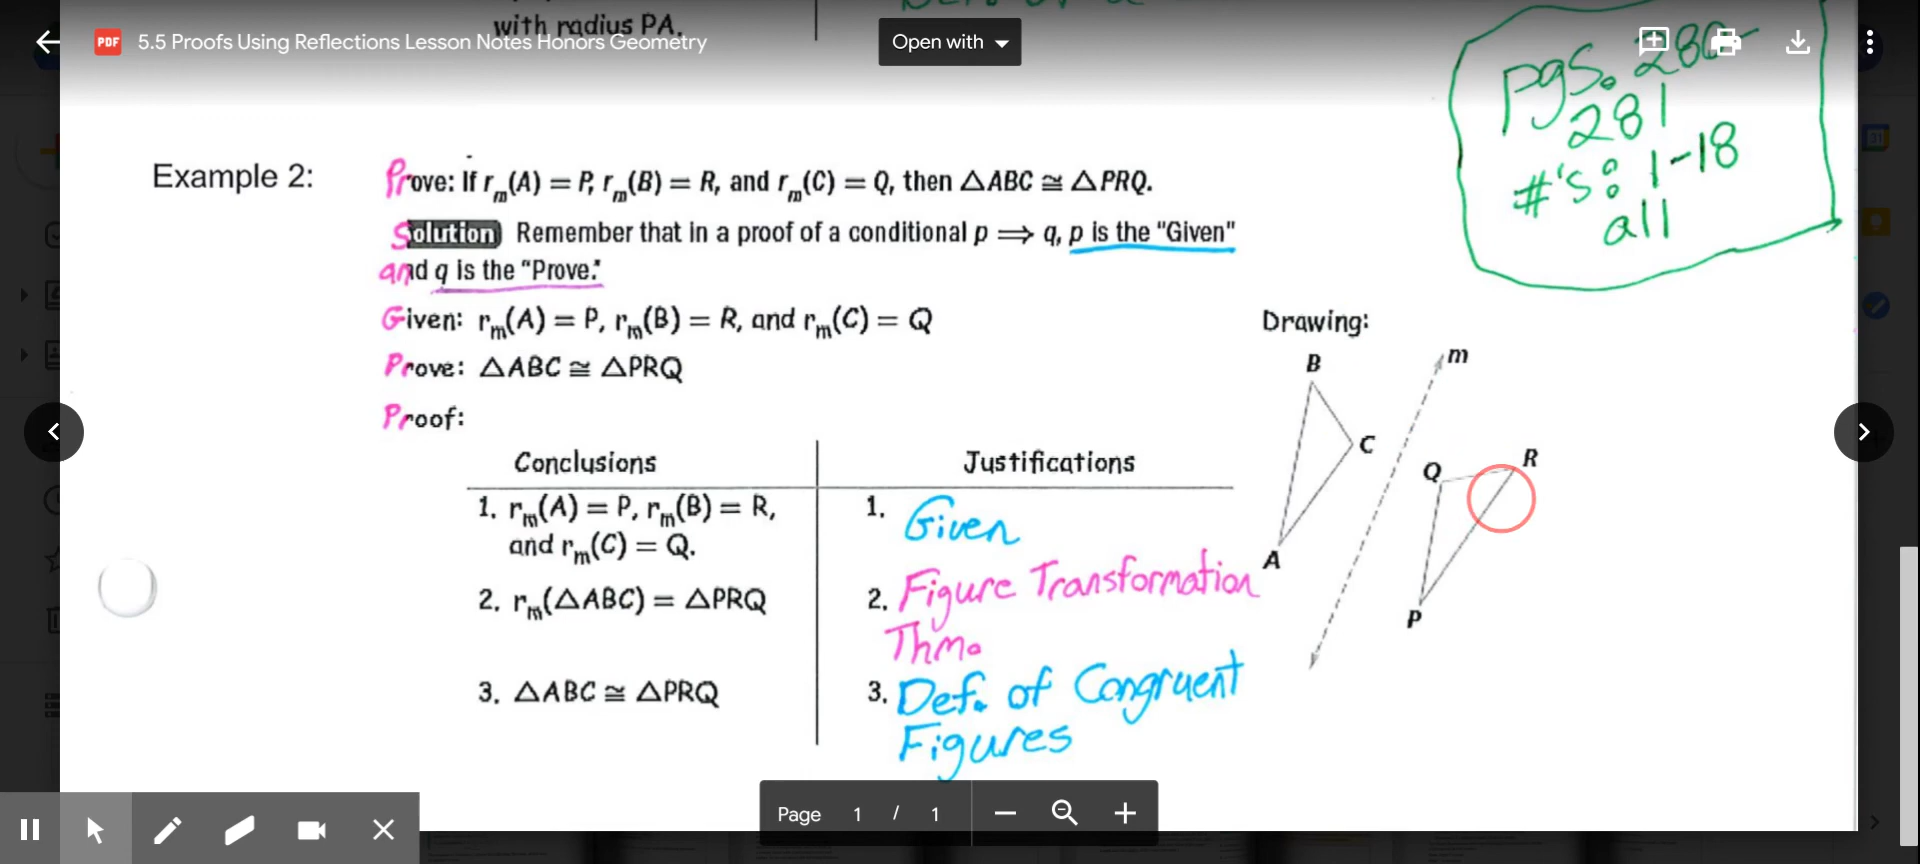 with radius PA.
PDF 5.5 Proofs Using Reflections Lesson Notes Honors Geometry
Open with
pgs. 280-
281
#'s: 1-18
all
Example 2:
Prove: If rₘ(A) = P, rₘ(B) = R, and rₘ(C) = Q, then △ABC ≅ △PRQ.
Solution Remember that in a proof of a conditional p ⟹ q, p is the "Given"
and q is the "Prove."
Given: rₘ(A) = P, rₘ(B) = R, and rₘ(C) = Q
Prove: △ABC ≅ △PRQ
Proof:
Conclusions Justifications
1. rₘ(A) = P, rₘ(B) = R,
and rₘ(C) = Q.
1. Given
2. rₘ(△ABC) = △PRQ
2. Figure Transformation
Thm.
3. △ABC ≅ △PRQ
3. Def. of Congruent
Figures
Drawing:
B
m
C
Q
R
A
P
Page 1 / 1
31